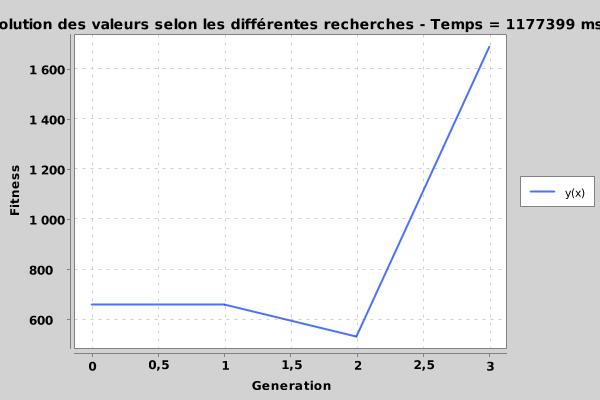 olution des valeurs selon les différentes recherches - Temps = 1177399 ms
1 600
1 400
1 200
1 000
800
600
Fitness
0 0,5 1 1,5 2 2,5 3
Generation
y(x)